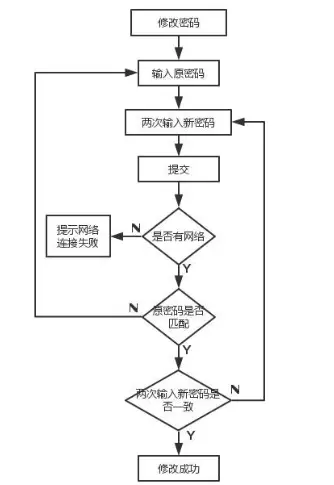 修改密码
输入原密码
两次输入新密码
提交
是否有网络
N
提示网络
连接失败
Y
原密码是否
匹配
N
Y
两次输入新密码是
否一致
N
Y
修改成功